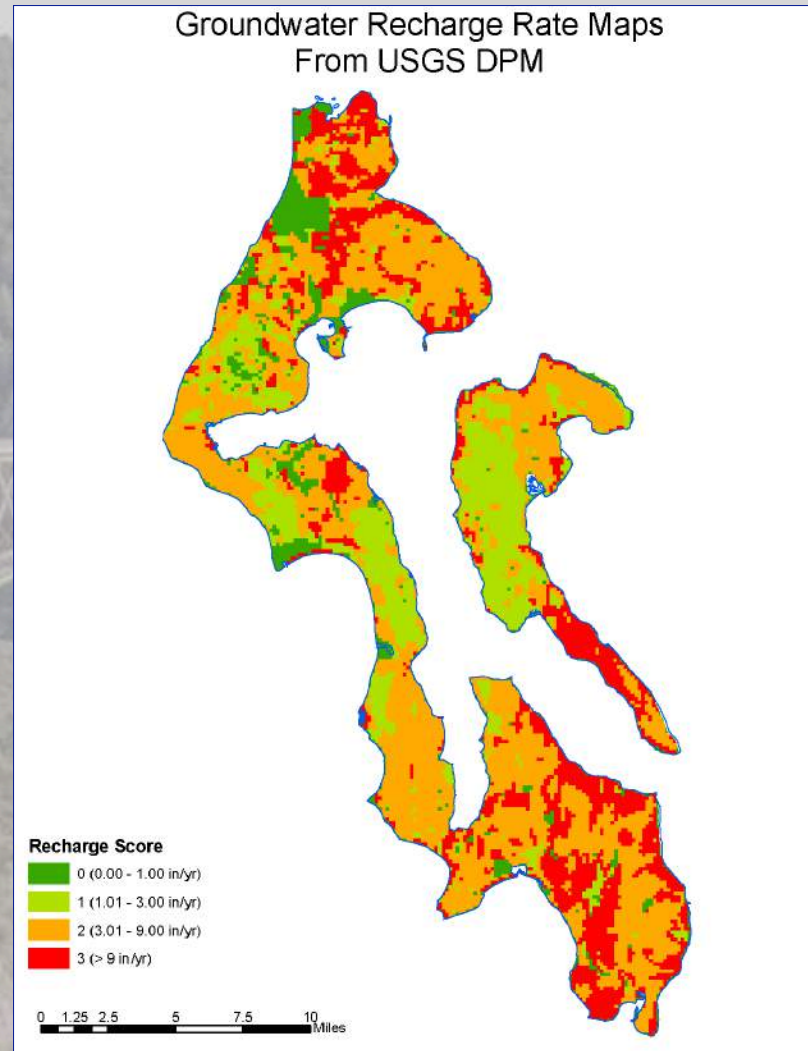 Groundwater Recharge Rate Maps
From USGS DPM
Recharge Score
0 (0.00 - 1.00 in/yr)
1 (1.01 - 3.00 in/yr)
2 (3.01 - 9.00 in/yr)
3 (> 9 in/yr)
0 1.25 2.5 5 7.5 10
Miles